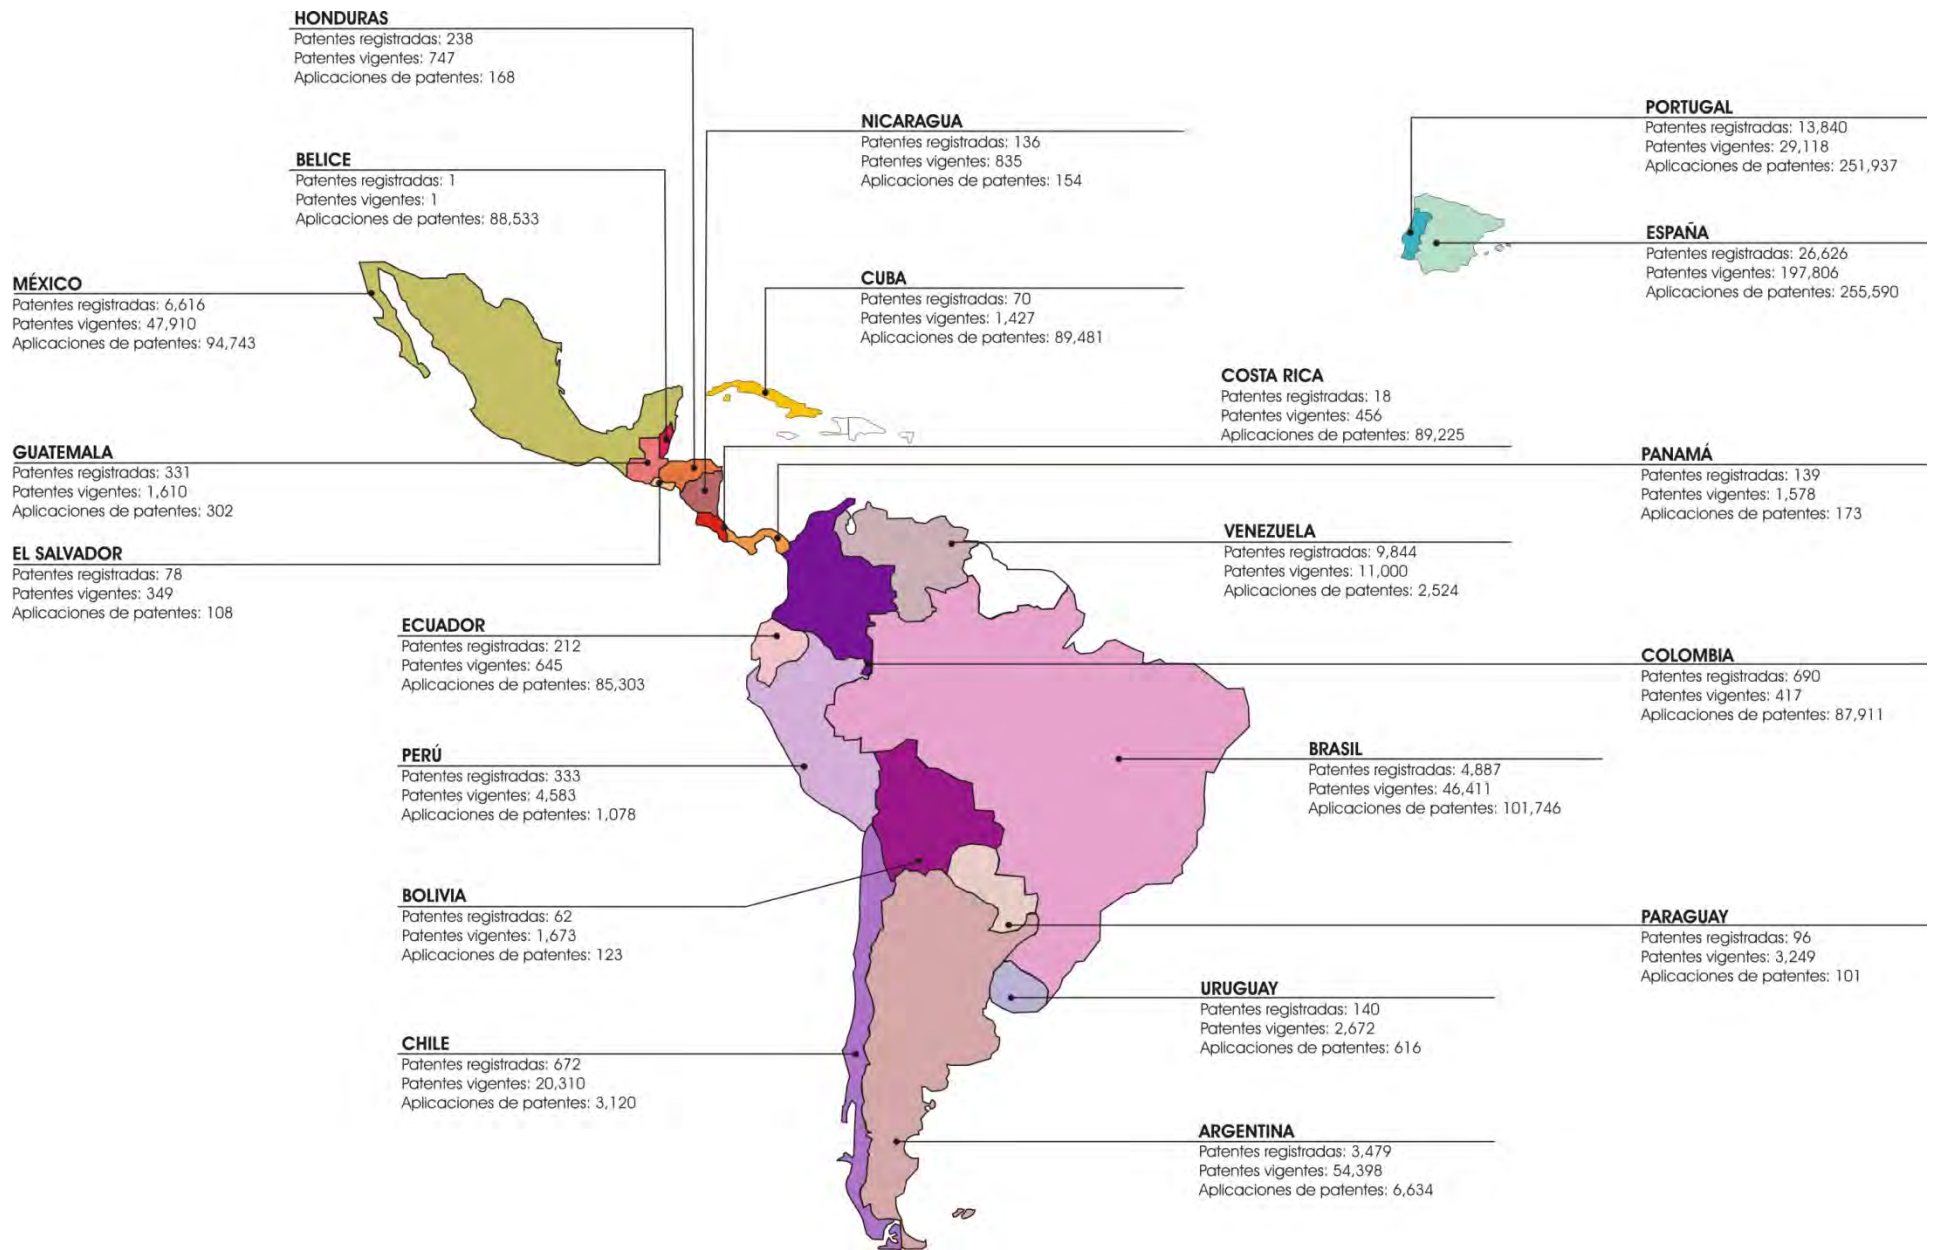 HONDURAS
Patentes registradas: 238
Patentes vigentes: 747
Aplicaciones de patentes: 168
BELICE
Patentes registradas: 1
Patentes vigentes: 1
Aplicaciones de patentes: 88,533
NICARAGUA
Patentes registradas: 136
Patentes vigentes: 835
Aplicaciones de patentes: 154
PORTUGAL
Patentes registradas: 13,840
Patentes vigentes: 29,118
Aplicaciones de patentes: 251,937
ESPAÑA
Patentes registradas: 26,626
Patentes vigentes: 197,806
Aplicaciones de patentes: 255,590
MÉXICO
Patentes registradas: 6,616
Patentes vigentes: 47,910
Aplicaciones de patentes: 94,743
CUBA
Patentes registradas: 70
Patentes vigentes: 1,427
Aplicaciones de patentes: 89,481
COSTA RICA
Patentes registradas: 18
Patentes vigentes: 456
Aplicaciones de patentes: 89,225
GUATEMALA
Patentes registradas: 331
Patentes vigentes: 1,610
Aplicaciones de patentes: 302
PANAMÁ
Patentes registradas: 139
Patentes vigentes: 1,578
Aplicaciones de patentes: 173
EL SALVADOR
Patentes registradas: 78
Patentes vigentes: 349
Aplicaciones de patentes: 108
VENEZUELA
Patentes registradas: 9,844
Patentes vigentes: 11,000
Aplicaciones de patentes: 2,524
ECUADOR
Patentes registradas: 212
Patentes vigentes: 645
Aplicaciones de patentes: 85,303
COLOMBIA
Patentes registradas: 690
Patentes vigentes: 417
Aplicaciones de patentes: 87,911
PERÚ
Patentes registradas: 333
Patentes vigentes: 4,583
Aplicaciones de patentes: 1,078
BRASIL
Patentes registradas: 4,887
Patentes vigentes: 46,411
Aplicaciones de patentes: 101,746
BOLIVIA
Patentes registradas: 62
Patentes vigentes: 1,673
Aplicaciones de patentes: 123
PARAGUAY
Patentes registradas: 96
Patentes vigentes: 3,249
Aplicaciones de patentes: 101
URUGUAY
Patentes registradas: 140
Patentes vigentes: 2,672
Aplicaciones de patentes: 616
CHILE
Patentes registradas: 672
Patentes vigentes: 20,310
Aplicaciones de patentes: 3,120
ARGENTINA
Patentes registradas: 3,479
Patentes vigentes: 54,398
Aplicaciones de patentes: 6,634